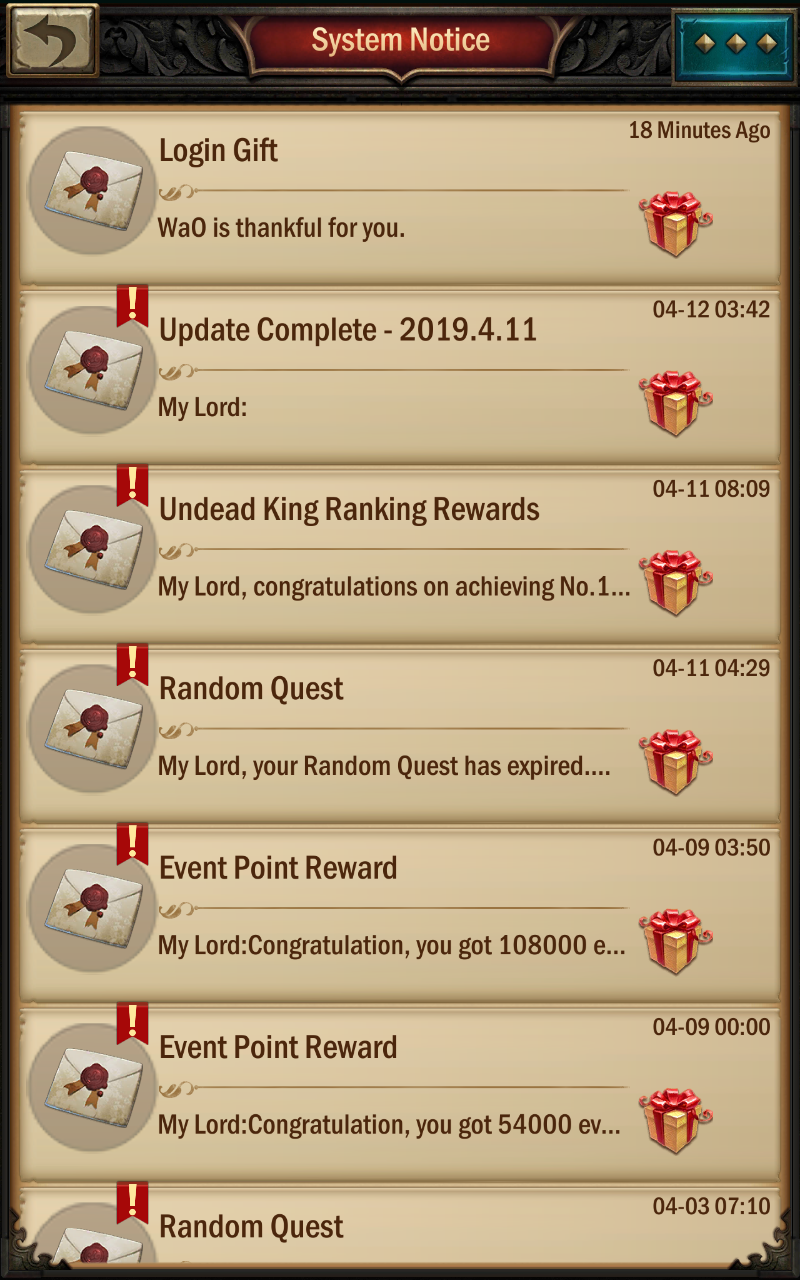 System Notice
18 Minutes Ago
Login Gift
WaO is thankful for you.
04-12 03:42
Update Complete - 2019.4.11
My Lord:
04-11 08:09
Undead King Ranking Rewards
My Lord, congratulations on achieving No.1...
04-11 04:29
Random Quest
My Lord, your Random Quest has expired....
04-09 03:50
Event Point Reward
My Lord:Congratulation, you got 108000 e...
04-09 00:00
Event Point Reward
My Lord:Congratulation, you got 54000 ev...
04-03 07:10
Random Quest